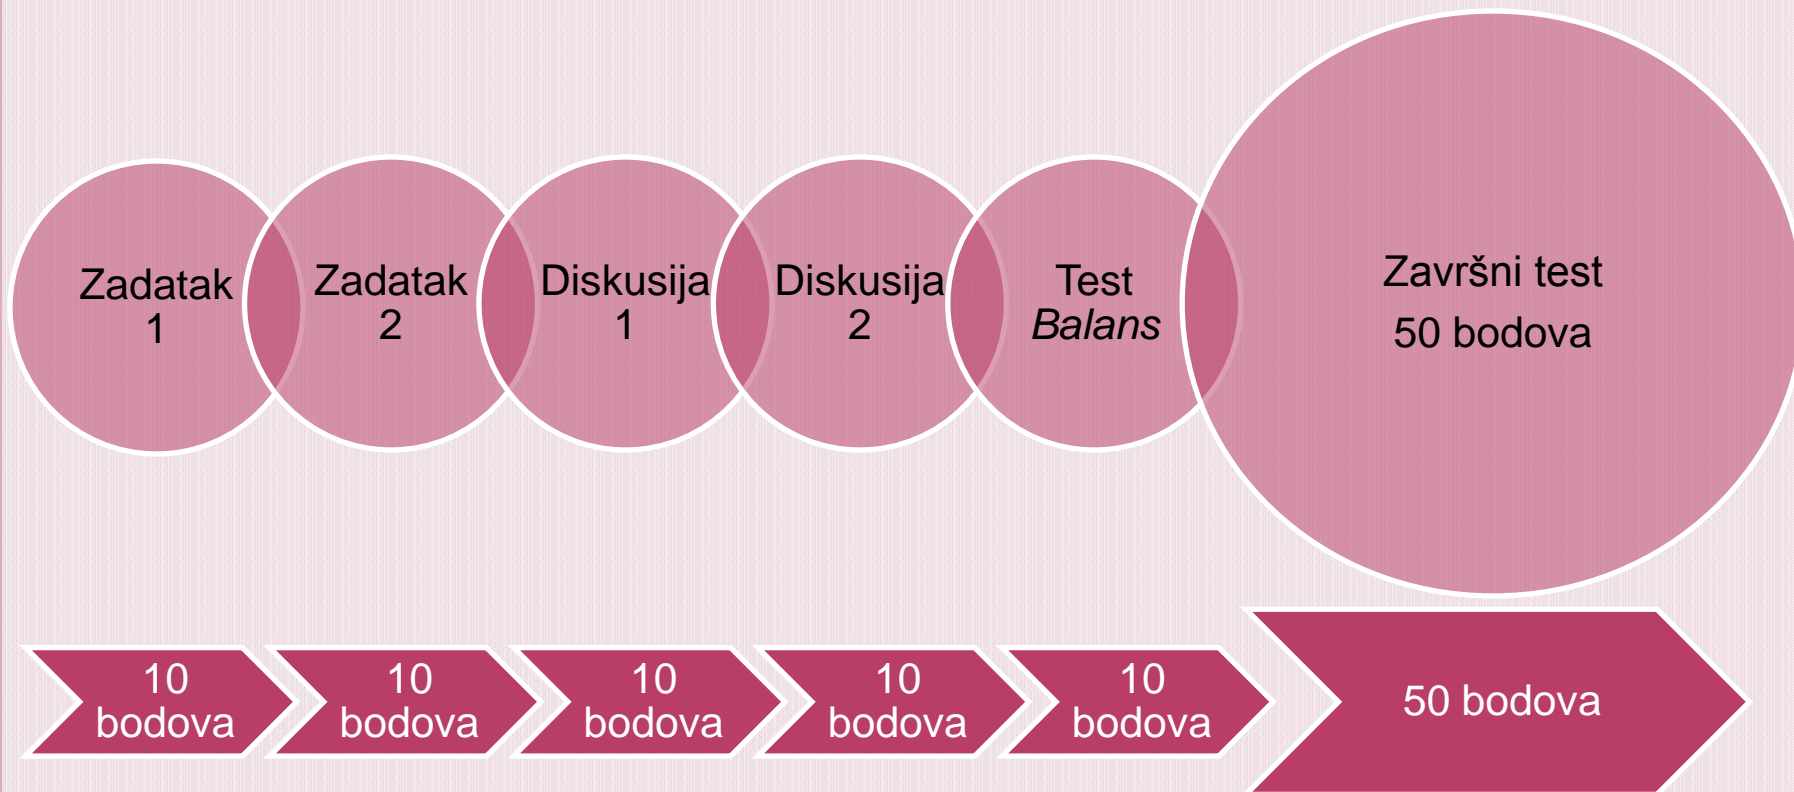 Zadatak
1
Zadatak
2
Diskusija
1
Diskusija
2
Test
Balans
Završni test
50 bodova
10
bodova
10
bodova
10
bodova
10
bodova
10
bodova
50 bodova